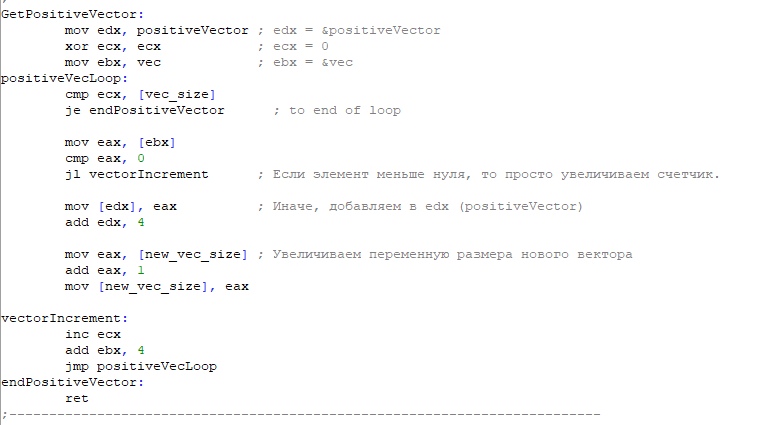 GetPositiveVector:
mov edx, positiveVector ; edx = &positiveVector
xor ecx, ecx ; ecx = 0
mov ebx, vec ; ebx = &vec
positiveVecLoop:
cmp ecx, [vec_size]
je endPositiveVector ; to end of loop
mov eax, [ebx]
cmp eax, 0
jl vectorIncrement ; Если элемент меньше нуля, то просто увеличиваем счетчик.
mov [edx], eax ; Иначе, добавляем в edx (positiveVector)
add edx, 4
mov eax, [new_vec_size] ; Увеличиваем переменную размера нового вектора
add eax, 1
mov [new_vec_size], eax
vectorIncrement:
inc ecx
add ebx, 4
jmp positiveVecLoop
endPositiveVector:
ret
;--------------------------------------------------------------------------